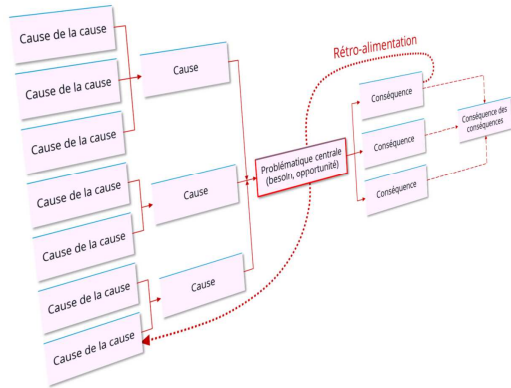 Cause de la cause
Cause de la cause
Cause de la cause
Cause de la cause
Cause de la cause
Cause de la cause
Cause de la cause
Cause
Cause
Cause
Problématique centrale
(besoin, opportunité)
Rétro-alimentation
Conséquence
Conséquence
Conséquence
Conséquence des
conséquences